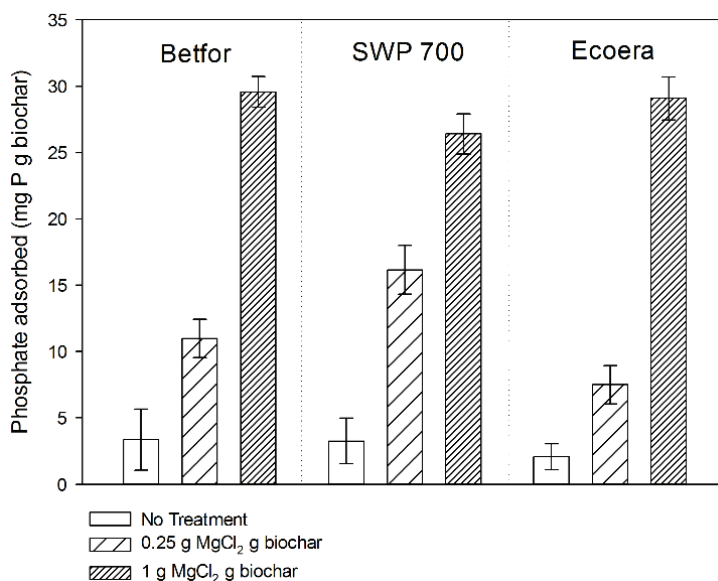 Betfor SWP 700 Ecoera
Phosphate adsorbed (mg P g biochar)
35
30
25
20
15
10
5
0
No Treatment
0.25 g MgCl₂ g biochar
1 g MgCl₂ g biochar